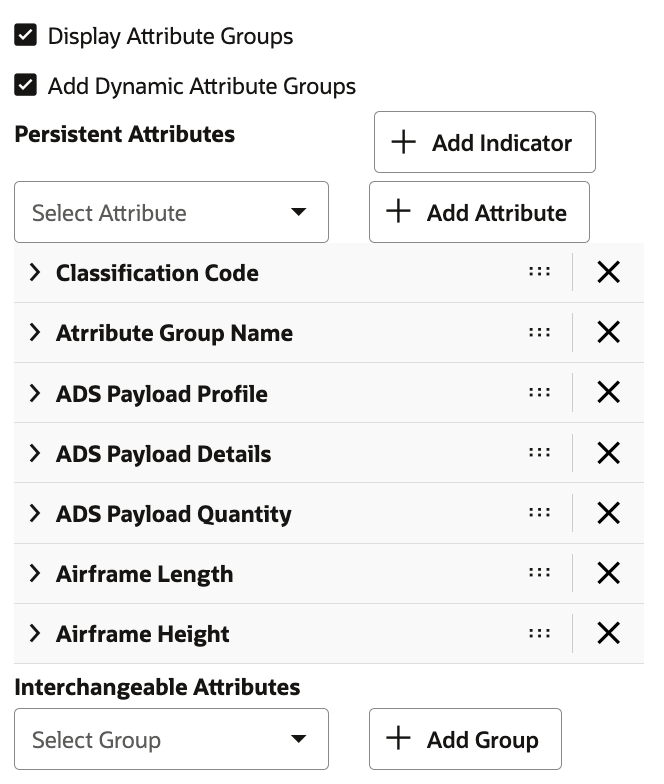 Display Attribute Groups
Add Dynamic Attribute Groups
Persistent Attributes
Add Indicator
Select Attribute
Add Attribute
Classification Code
Atrribute Group Name
ADS Payload Profile
ADS Payload Details
ADS Payload Quantity
Airframe Length
Airframe Height
Interchangeable Attributes
Select Group
Add Group